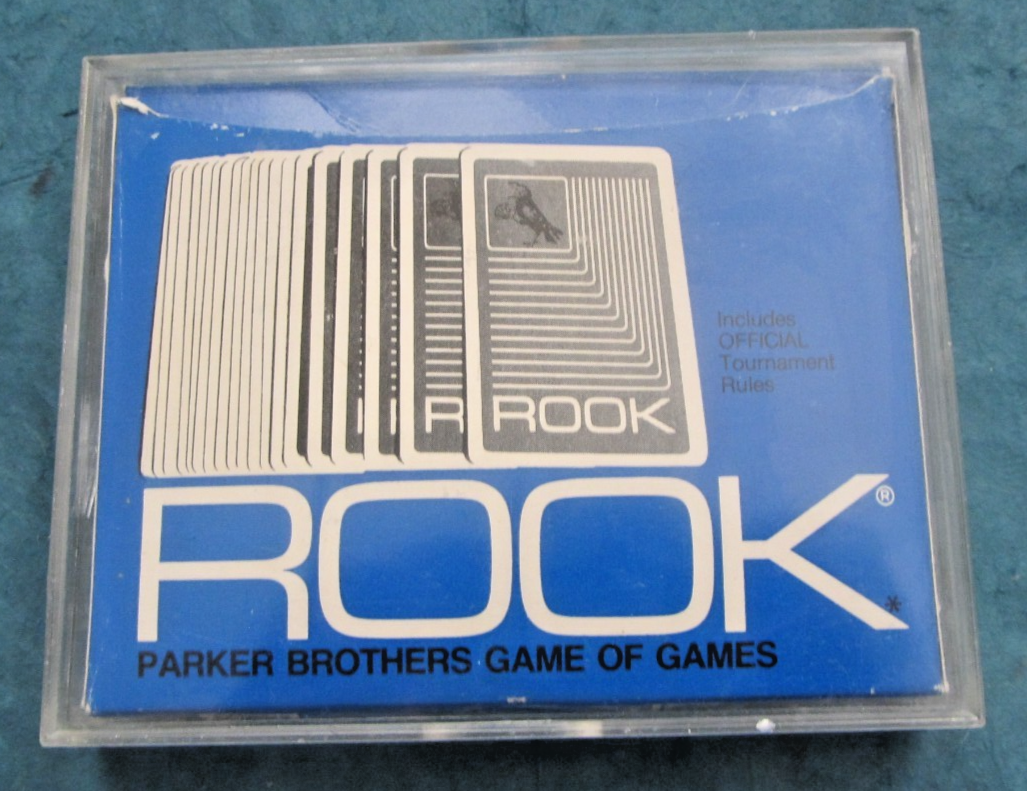 R ROOK
Includes
OFFICIAL
Tournament
Rules
ROOK®
*
PARKER BROTHERS GAME OF GAMES